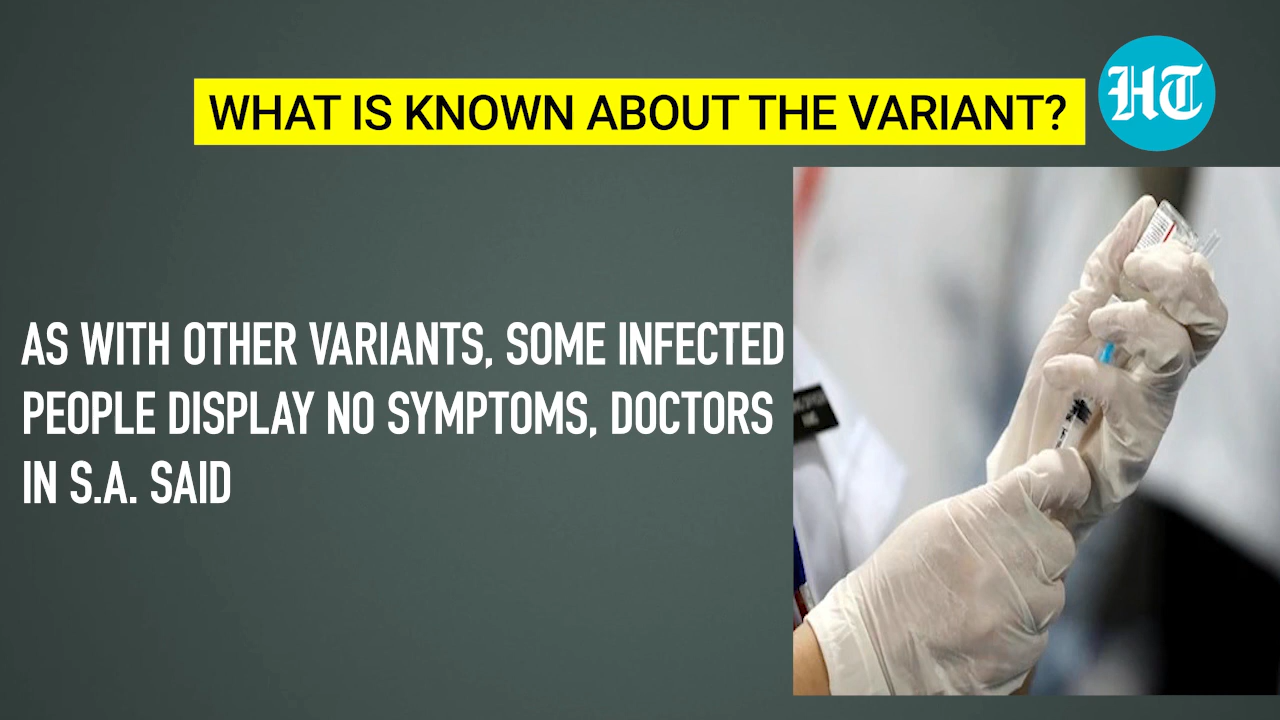 WHAT IS KNOWN ABOUT THE VARIANT?
HT
AS WITH OTHER VARIANTS, SOME INFECTED
PEOPLE DISPLAY NO SYMPTOMS, DOCTORS
IN S.A. SAID